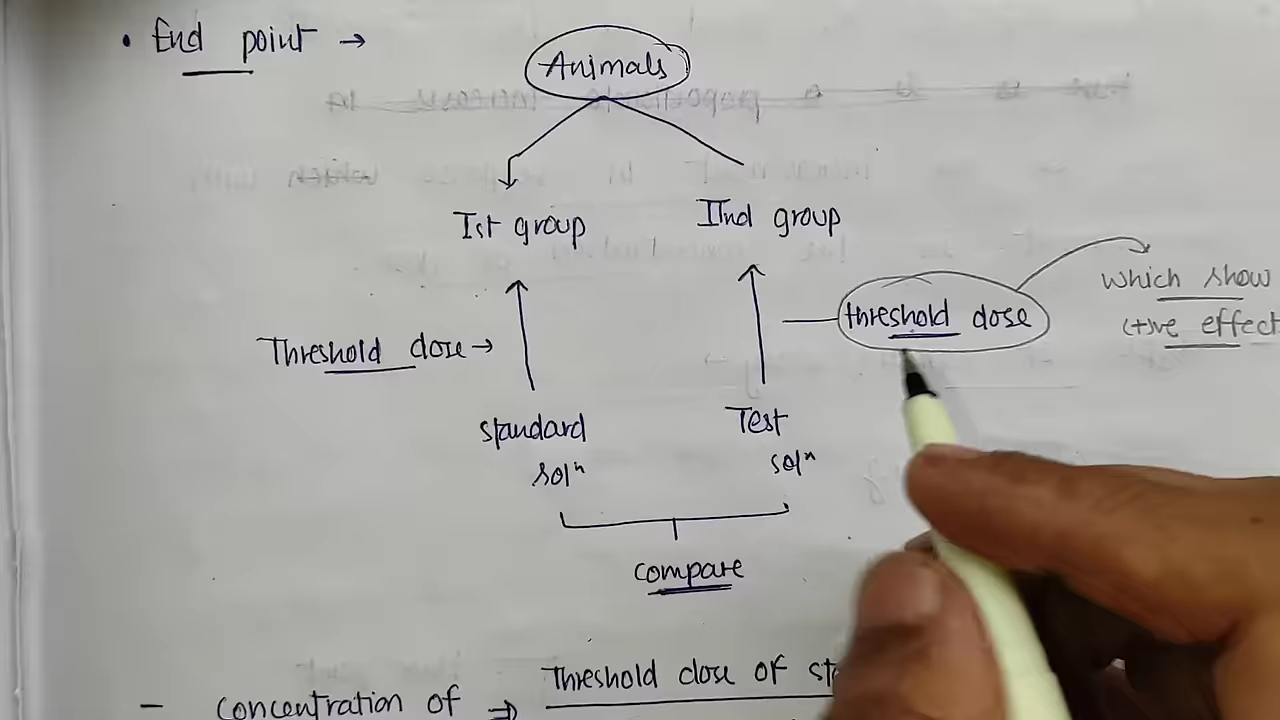 • End point →
Animals
Ist group
IInd group
Threshold dose →
threshold dose
which show
(+)ve effect
standard
solⁿ
Test
solⁿ
compare
Threshold dose of
– concentration of ⇒